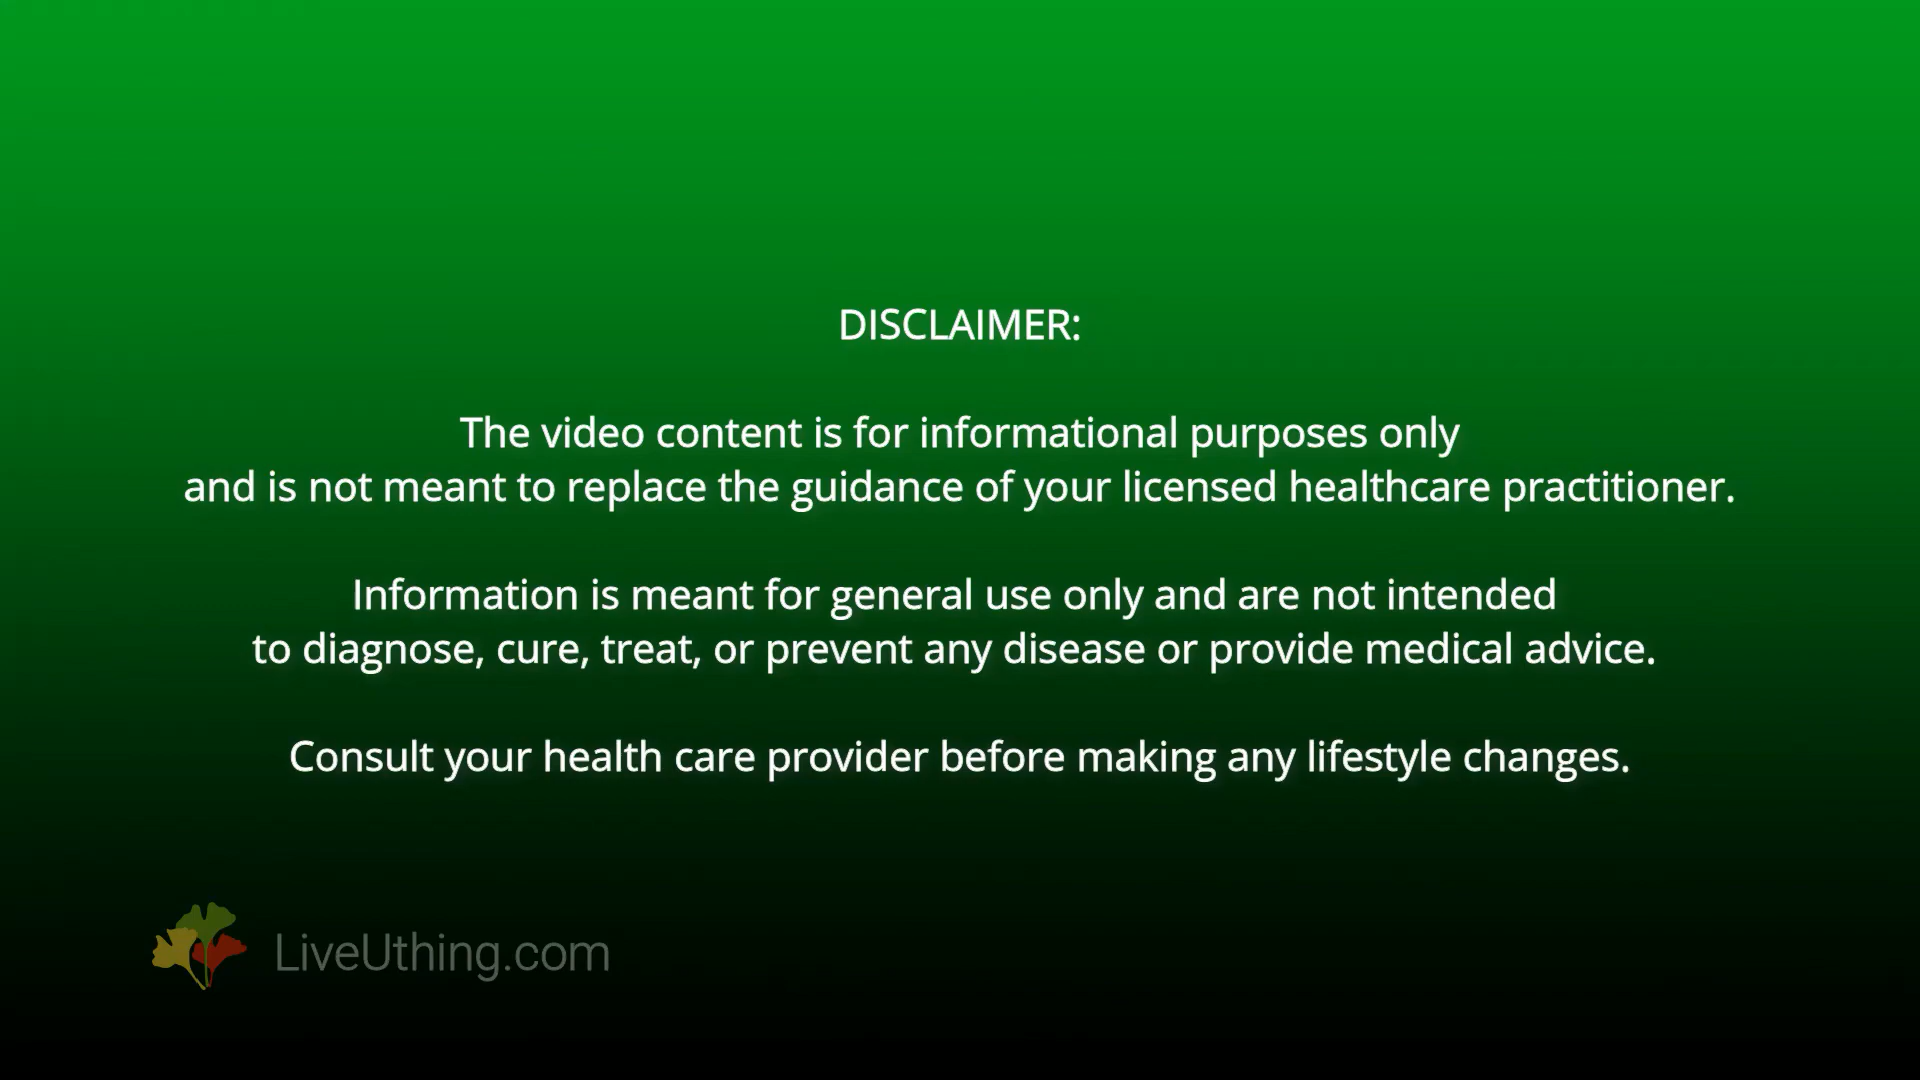 DISCLAIMER:
The video content is for informational purposes only
and is not meant to replace the guidance of your licensed healthcare practitioner.
Information is meant for general use only and are not intended
to diagnose, cure, treat, or prevent any disease or provide medical advice.
Consult your health care provider before making any lifestyle changes.
LiveUthing.com